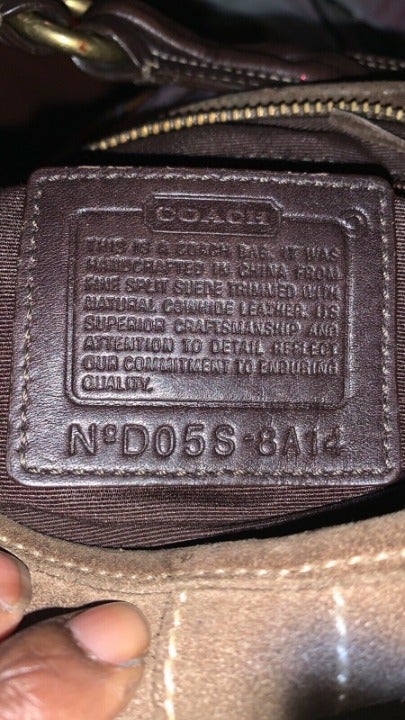 COACH
THIS IS A COACH BAG. IT WAS
HANDCRAFTED IN CHINA FROM
FINE SPLIT SUEDE TRIMMED WITH
NATURAL COWHIDE LEATHER. ITS
SUPERIOR CRAFTSMANSHIP AND
ATTENTION TO DETAIL REFLECT
OUR COMMITMENT TO ENDURING
QUALITY.
NºD05S-8A14